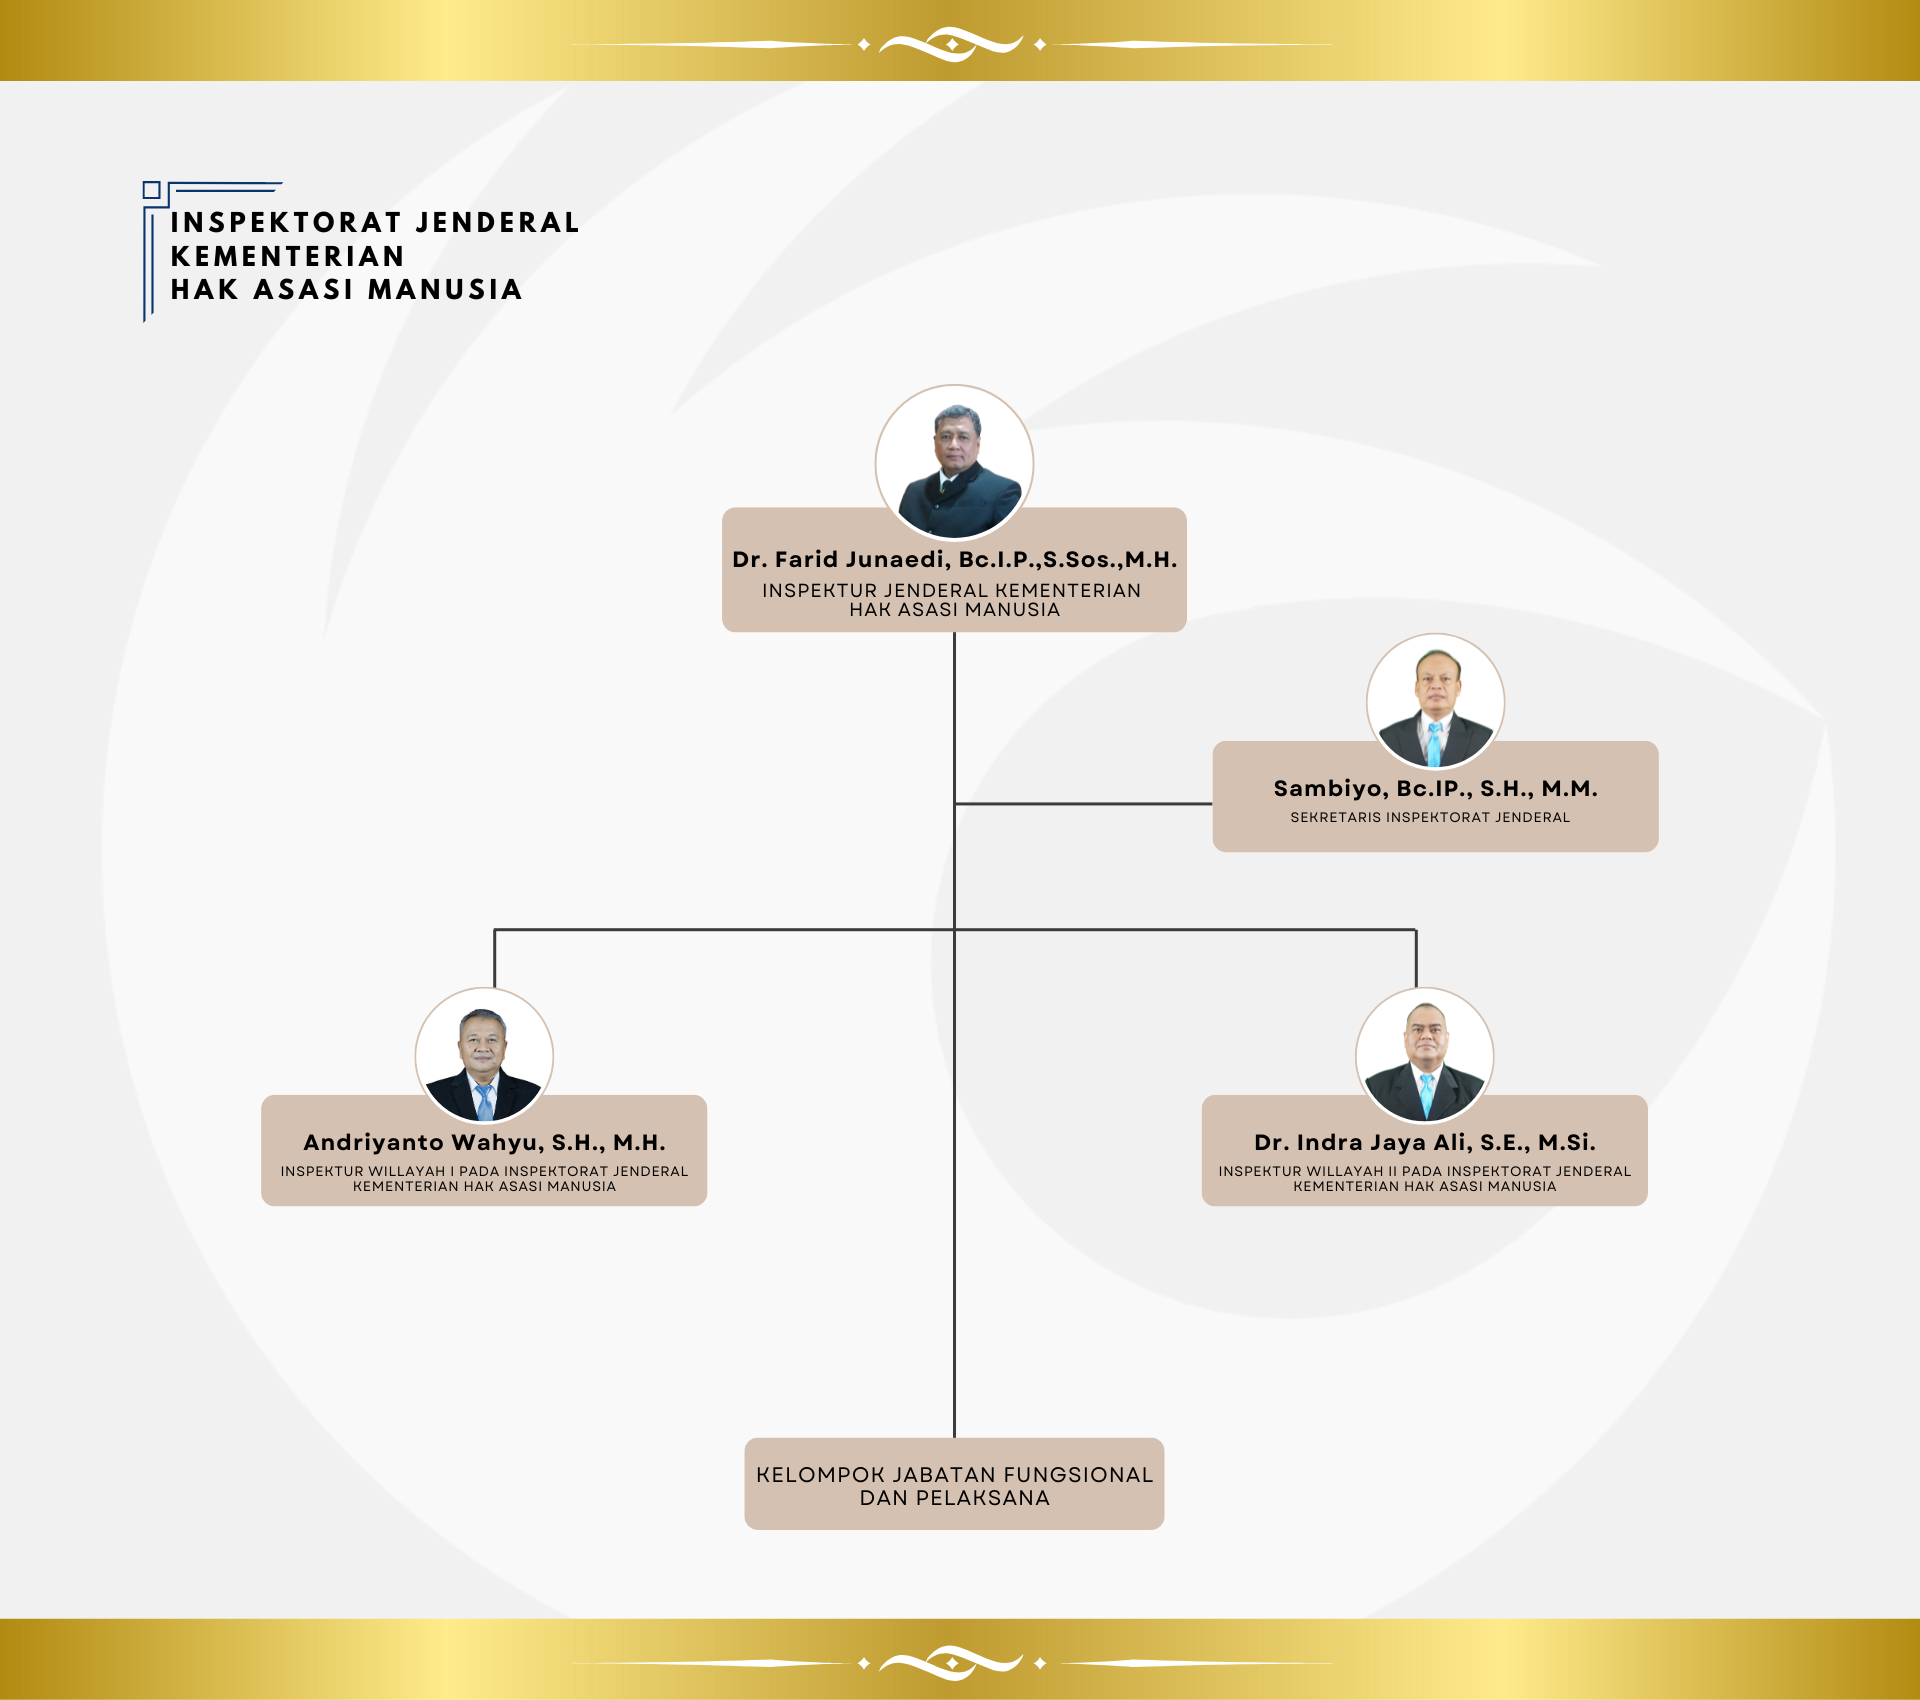 INSPEKTORAT JENDERAL
KEMENTERIAN
HAK ASASI MANUSIA
Dr. Farid Junaedi, Bc.I.P.,S.Sos.,M.H.
INSPEKTUR JENDERAL KEMENTERIAN
HAK ASASI MANUSIA
Sambiyo, Bc.IP., S.H., M.M.
SEKRETARIS INSPEKTORAT JENDERAL
Andriyanto Wahyu, S.H., M.H.
INSPEKTUR WILLAYAH I PADA INSPEKTORAT JENDERAL
KEMENTERIAN HAK ASASI MANUSIA
Dr. Indra Jaya Ali, S.E., M.Si.
INSPEKTUR WILLAYAH II PADA INSPEKTORAT JENDERAL
KEMENTERIAN HAK ASASI MANUSIA
KELOMPOK JABATAN FUNGSIONAL
DAN PELAKSANA